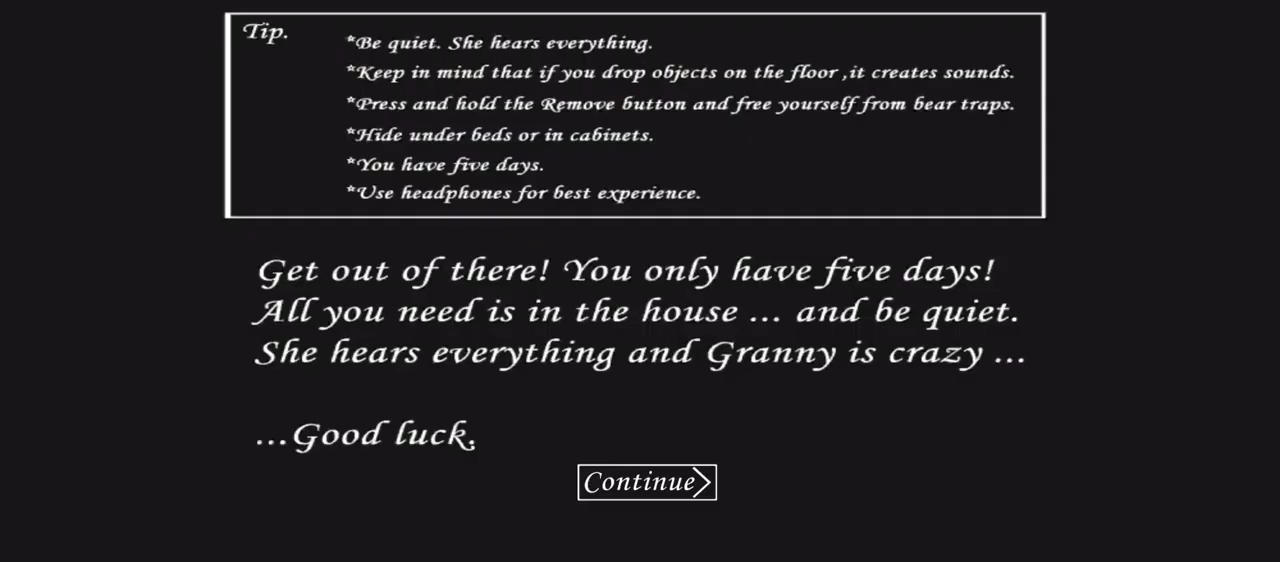 Tip.
*Be quiet. She hears everything.
*Keep in mind that if you drop objects on the floor ,it creates sounds.
*Press and hold the Remove button and free yourself from bear traps.
*Hide under beds or in cabinets.
*You have five days.
*Use headphones for best experience.
Get out of there! You only have five days!
All you need is in the house ... and be quiet.
She hears everything and Granny is crazy ...
...Good luck.
Continue>